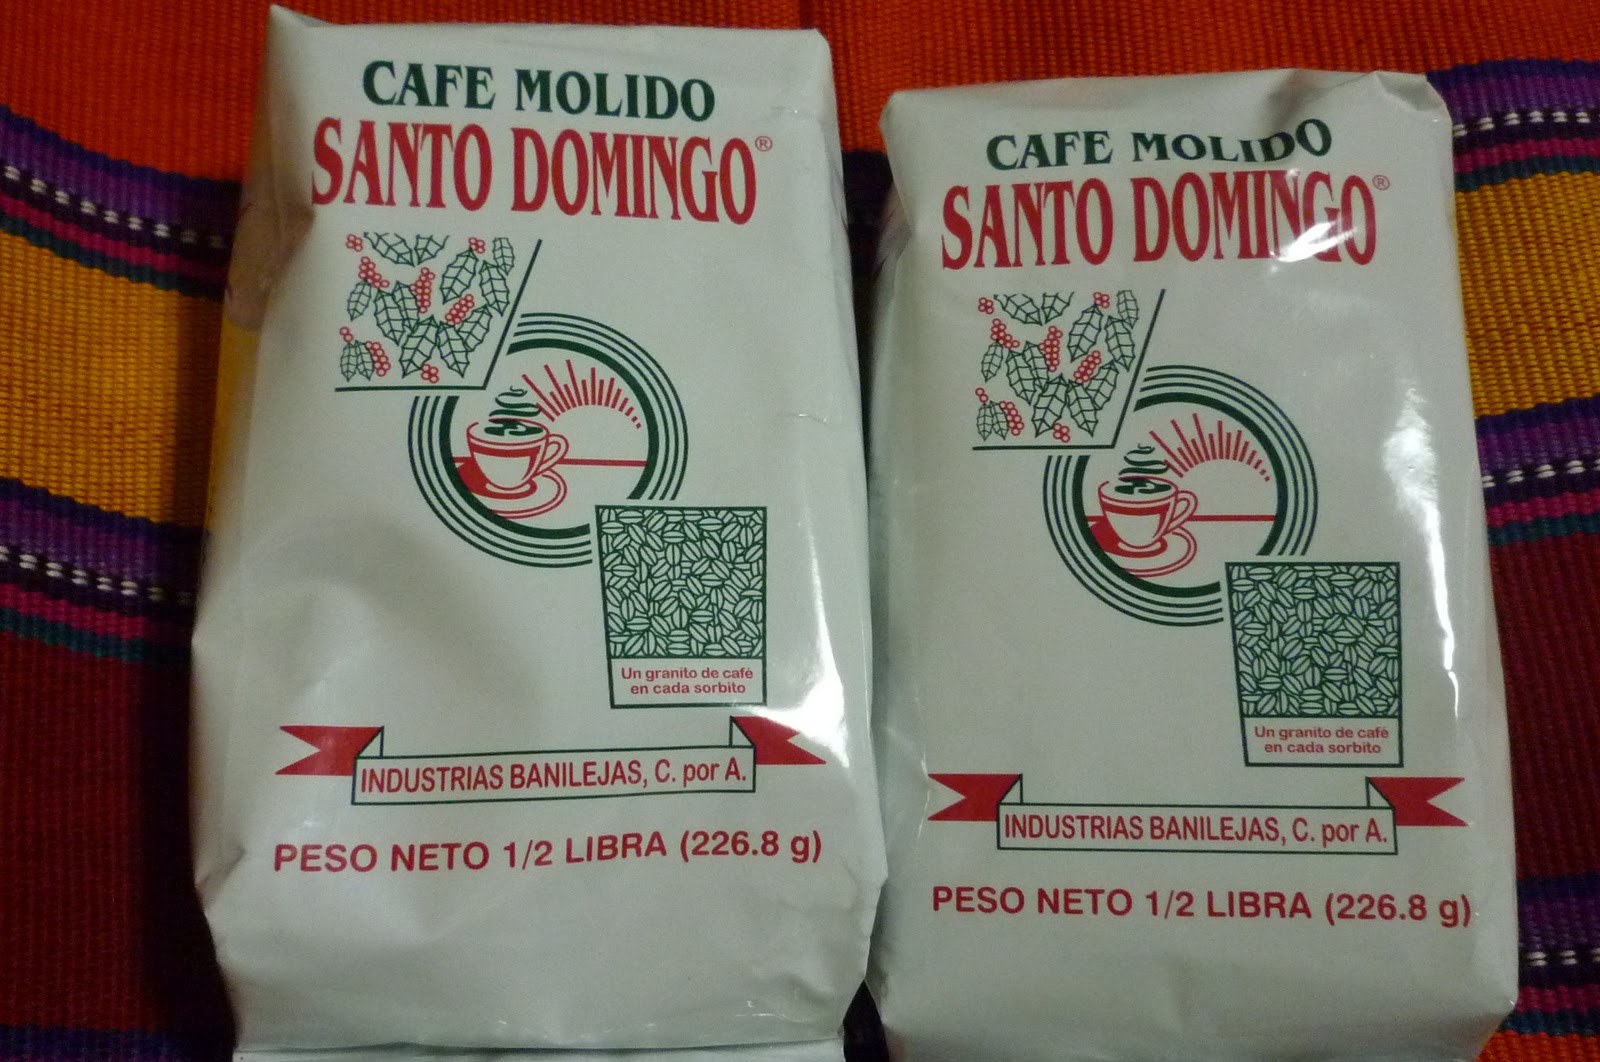 CAFE MOLIDO
SANTO DOMINGO®
Un granito de café
en cada sorbito
INDUSTRIAS BANILEJAS, C. por A.
PESO NETO 1/2 LIBRA (226.8 g)
CAFE MOLIDO
SANTO DOMINGO®
Un granito de café
en cada sorbito
INDUSTRIAS BANILEJAS, C. por A.
PESO NETO 1/2 LIBRA (226.8 g)